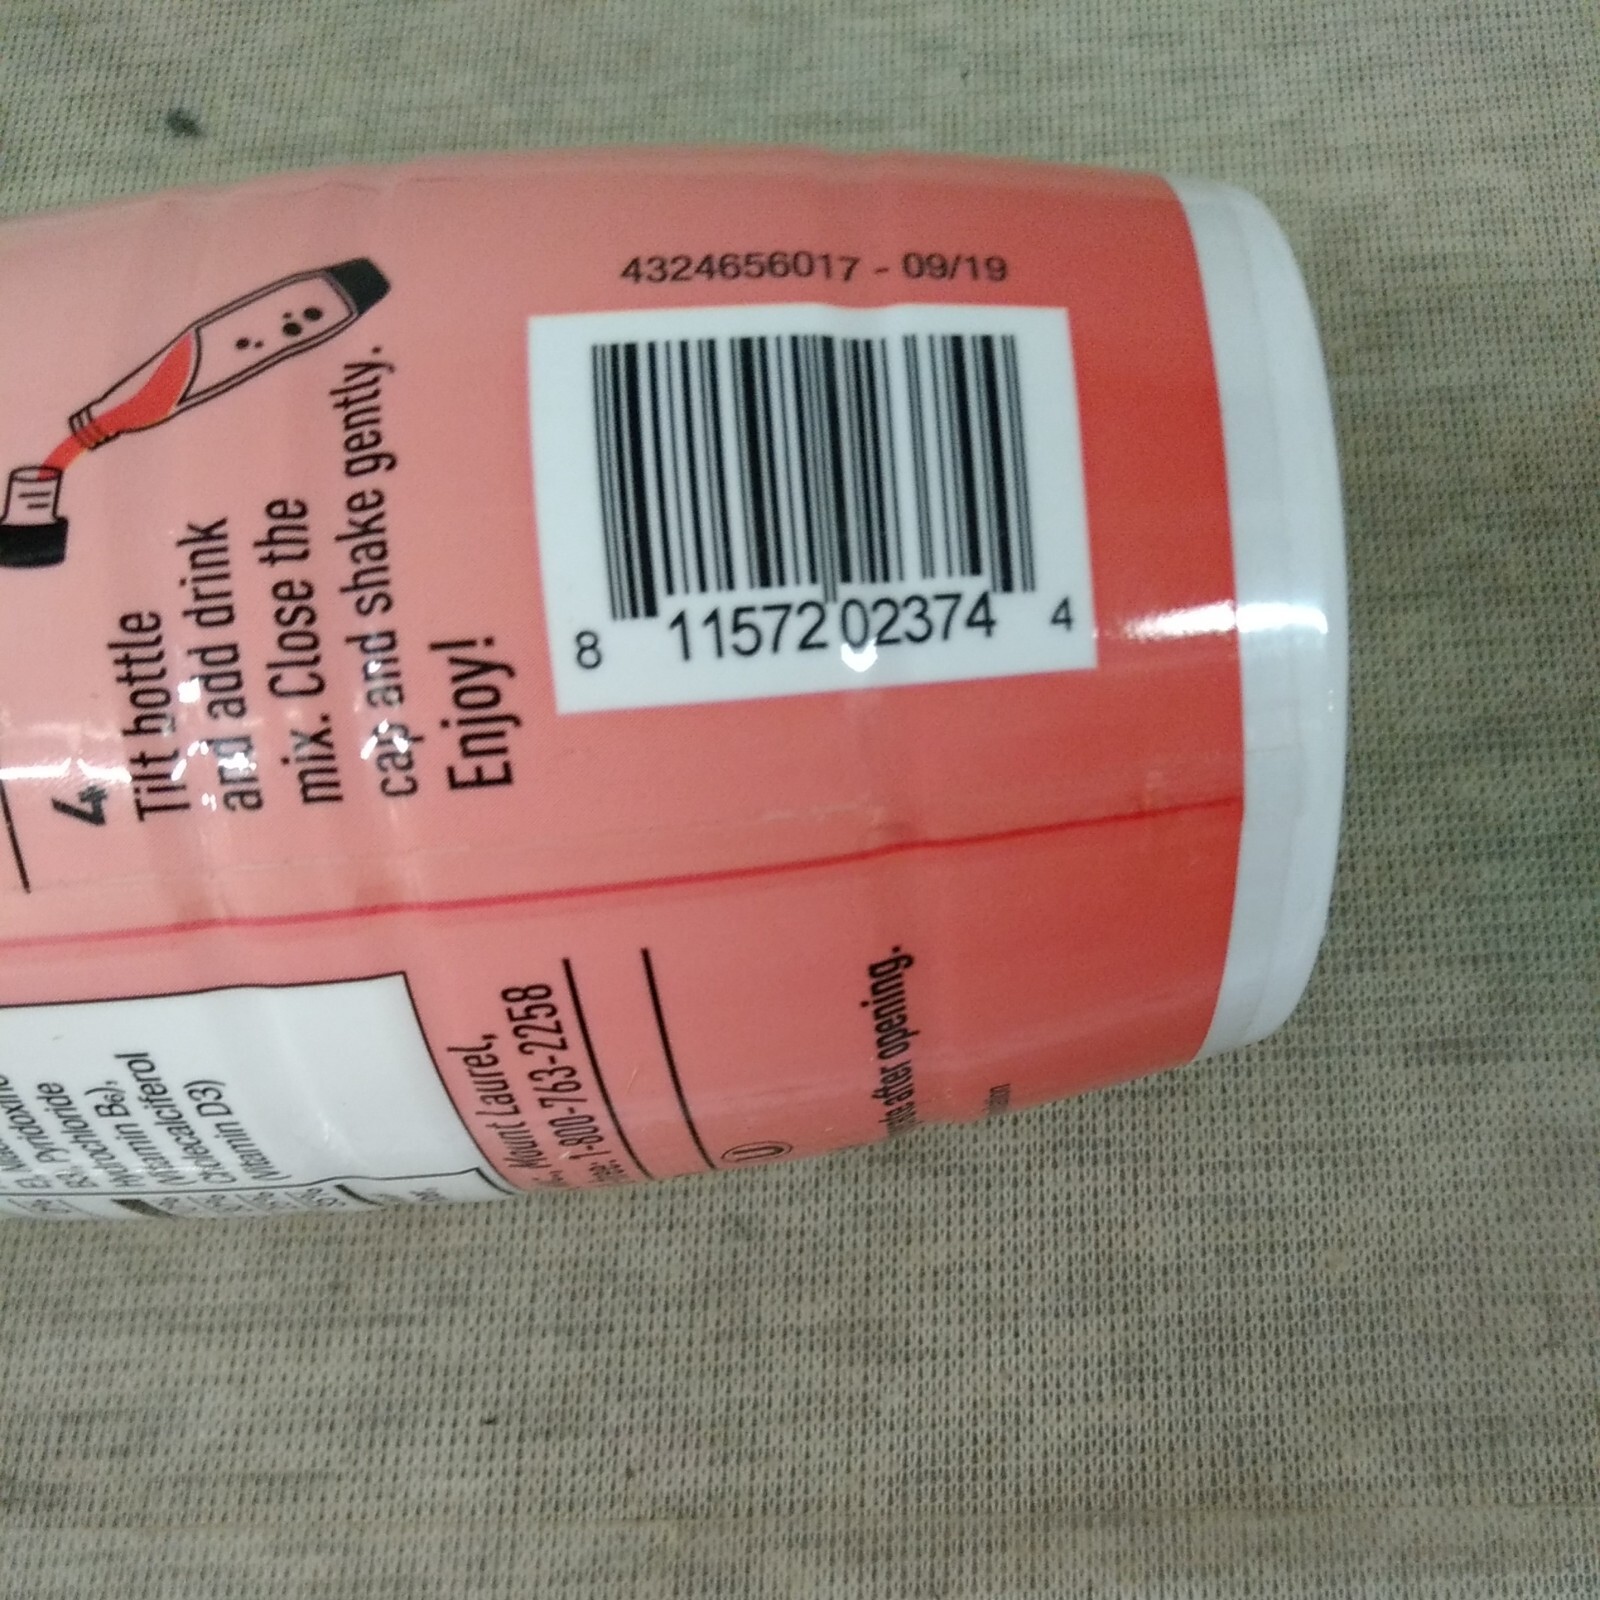 4324656017 - 09/19
8 11572 02374 4
4
Tilt bottle
and add drink
mix. Close the
cap and shake gently.
Enjoy!
hydrochloride
(Vitamin B6),
Cholecalciferol
(Vitamin D3)
Mount Laurel,
1-800-763-2258
U
after opening.